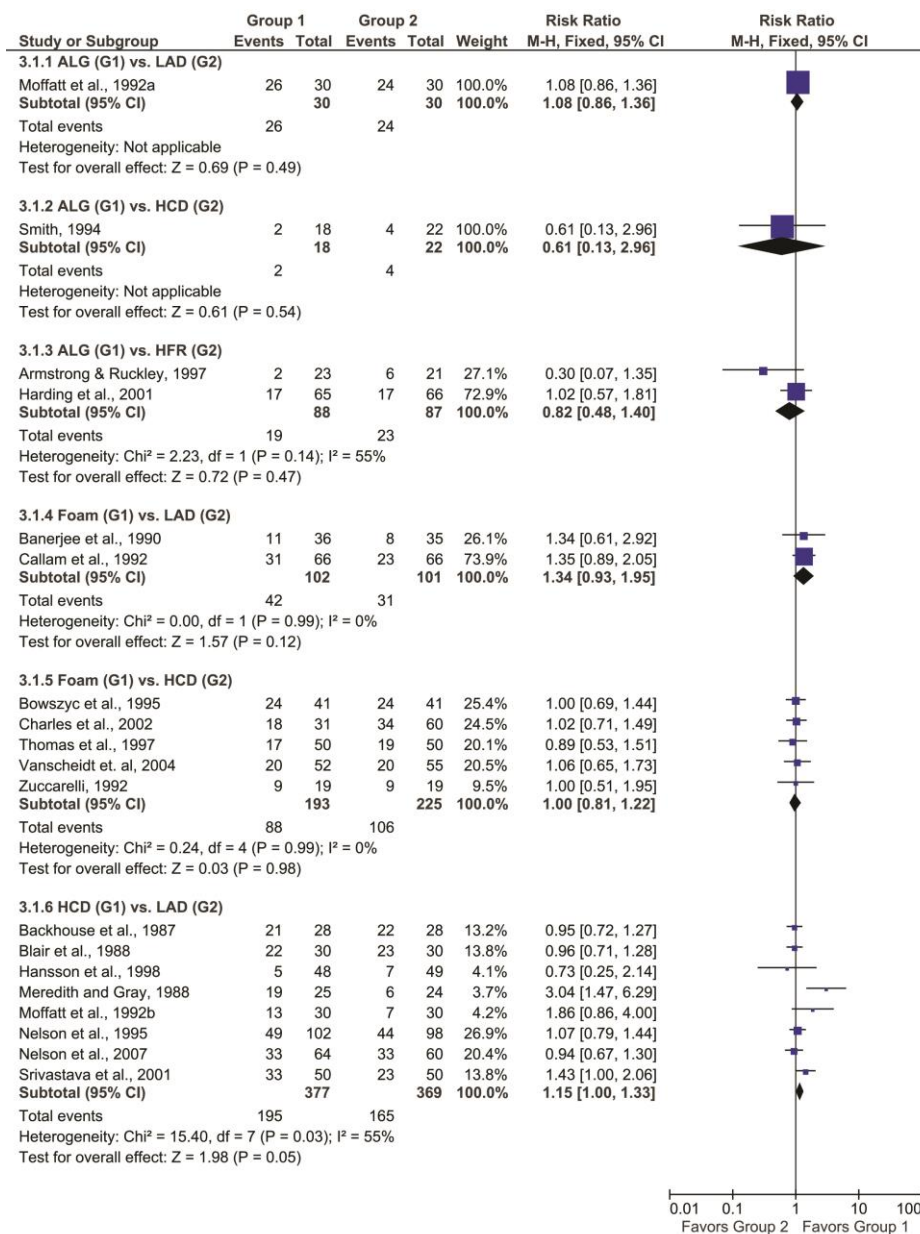 Group 1 Group 2 Risk Ratio Risk Ratio
Study or Subgroup Events Total Events Total Weight M-H, Fixed, 95% CI M-H, Fixed, 95% CI
3.1.1 ALG (G1) vs. LAD (G2)
Moffatt et al., 1992a 26 30 24 30 100.0% 1.08 [0.86, 1.36]
Subtotal (95% CI) 30 30 100.0% 1.08 [0.86, 1.36]
Total events 26 24
Heterogeneity: Not applicable
Test for overall effect: Z = 0.69 (P = 0.49)
3.1.2 ALG (G1) vs. HCD (G2)
Smith, 1994 2 18 4 22 100.0% 0.61 [0.13, 2.96]
Subtotal (95% CI) 18 22 100.0% 0.61 [0.13, 2.96]
Total events 2 4
Heterogeneity: Not applicable
Test for overall effect: Z = 0.61 (P = 0.54)
3.1.3 ALG (G1) vs. HFR (G2)
Armstrong & Ruckley, 1997 2 23 6 21 27.1% 0.30 [0.07, 1.35]
Harding et al., 2001 17 65 17 66 72.9% 1.02 [0.57, 1.81]
Subtotal (95% CI) 88 87 100.0% 0.82 [0.48, 1.40]
Total events 19 23
Heterogeneity: Chi² = 2.23, df = 1 (P = 0.14); I² = 55%
Test for overall effect: Z = 0.72 (P = 0.47)
3.1.4 Foam (G1) vs. LAD (G2)
Banerjee et al., 1990 11 36 8 35 26.1% 1.34 [0.61, 2.92]
Callam et al., 1992 31 66 23 66 73.9% 1.35 [0.89, 2.05]
Subtotal (95% CI) 102 101 100.0% 1.34 [0.93, 1.95]
Total events 42 31
Heterogeneity: Chi² = 0.00, df = 1 (P = 0.99); I² = 0%
Test for overall effect: Z = 1.57 (P = 0.12)
3.1.5 Foam (G1) vs. HCD (G2)
Bowszyc et al., 1995 24 41 24 41 25.4% 1.00 [0.69, 1.44]
Charles et al., 2002 18 31 34 60 24.5% 1.02 [0.71, 1.49]
Thomas et al., 1997 17 50 19 50 20.1% 0.89 [0.53, 1.51]
Vanscheidt et. al, 2004 20 52 20 55 20.5% 1.06 [0.65, 1.73]
Zuccarelli, 1992 9 19 9 19 9.5% 1.00 [0.51, 1.95]
Subtotal (95% CI) 193 225 100.0% 1.00 [0.81, 1.22]
Total events 88 106
Heterogeneity: Chi² = 0.24, df = 4 (P = 0.99); I² = 0%
Test for overall effect: Z = 0.03 (P = 0.98)
3.1.6 HCD (G1) vs. LAD (G2)
Backhouse et al., 1987 21 28 22 28 13.2% 0.95 [0.72, 1.27]
Blair et al., 1988 22 30 23 30 13.8% 0.96 [0.71, 1.28]
Hansson et al., 1998 5 48 7 49 4.1% 0.73 [0.25, 2.14]
Meredith and Gray, 1988 19 25 6 24 3.7% 3.04 [1.47, 6.29]
Moffatt et al., 1992b 13 30 7 30 4.2% 1.86 [0.86, 4.00]
Nelson et al., 1995 49 102 44 98 26.9% 1.07 [0.79, 1.44]
Nelson et al., 2007 33 64 33 60 20.4% 0.94 [0.67, 1.30]
Srivastava et al., 2001 33 50 23 50 13.8% 1.43 [1.00, 2.06]
Subtotal (95% CI) 377 369 100.0% 1.15 [1.00, 1.33]
Total events 195 165
Heterogeneity: Chi² = 15.40, df = 7 (P = 0.03); I² = 55%
Test for overall effect: Z = 1.98 (P = 0.05)
0.01 0.1 1 10 100
Favors Group 2 Favors Group 1